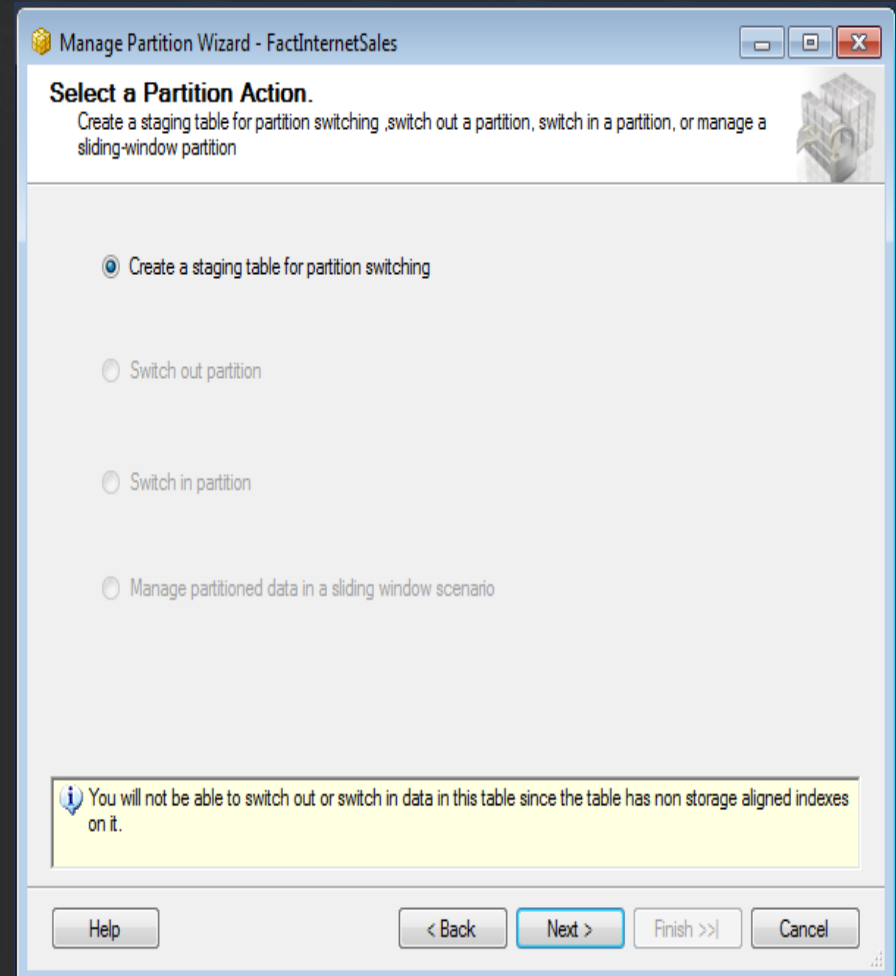 Manage Partition Wizard - FactInternetSales
Select a Partition Action.
Create a staging table for partition switching ,switch out a partition, switch in a partition, or manage a
sliding-window partition
Create a staging table for partition switching
Switch out partition
Switch in partition
Manage partitioned data in a sliding window scenario
You will not be able to switch out or switch in data in this table since the table has non storage aligned indexes
on it.
Help
< Back
Next >
Finish >>|
Cancel